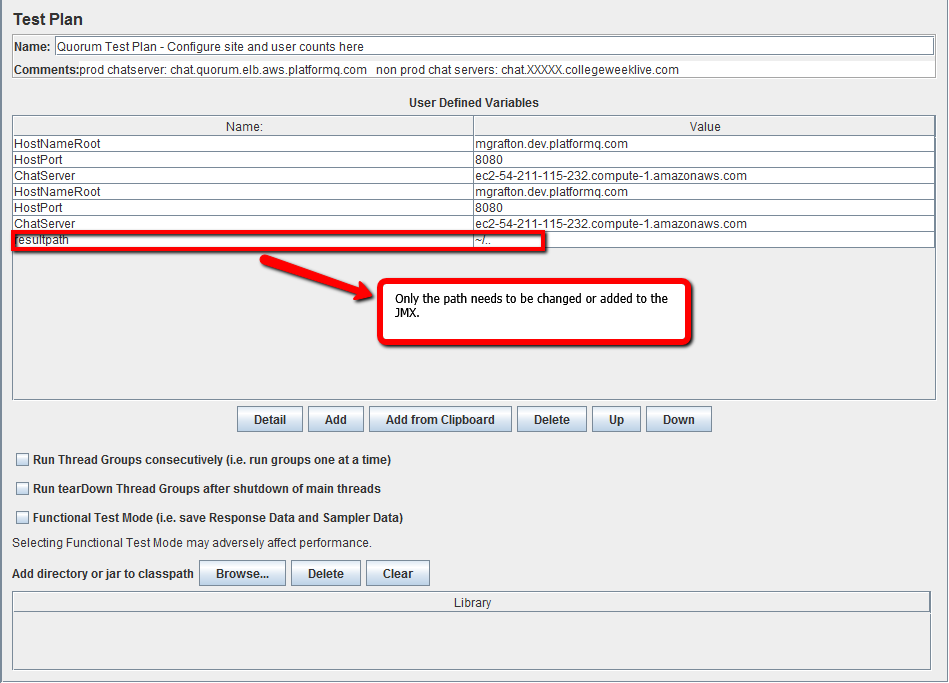 Test Plan
Name: Quorum Test Plan - Configure site and user counts here
Comments:prod chatserver: chat.quorum.elb.aws.platformq.com   non prod chat servers: chat.XXXXX.collegeweeklive.com
User Defined Variables
Name: Value
HostNameRoot mgrafton.dev.platformq.com
HostPort 8080
ChatServer ec2-54-211-115-232.compute-1.amazonaws.com
HostNameRoot mgrafton.dev.platformq.com
HostPort 8080
ChatServer ec2-54-211-115-232.compute-1.amazonaws.com
resultpath ~/..
Only the path needs to be changed or added to the
JMX.
Detail Add Add from Clipboard Delete Up Down
Run Thread Groups consecutively (i.e. run groups one at a time)
Run tearDown Thread Groups after shutdown of main threads
Functional Test Mode (i.e. save Response Data and Sampler Data)
Selecting Functional Test Mode may adversely affect performance.
Add directory or jar to classpath Browse... Delete Clear
Library